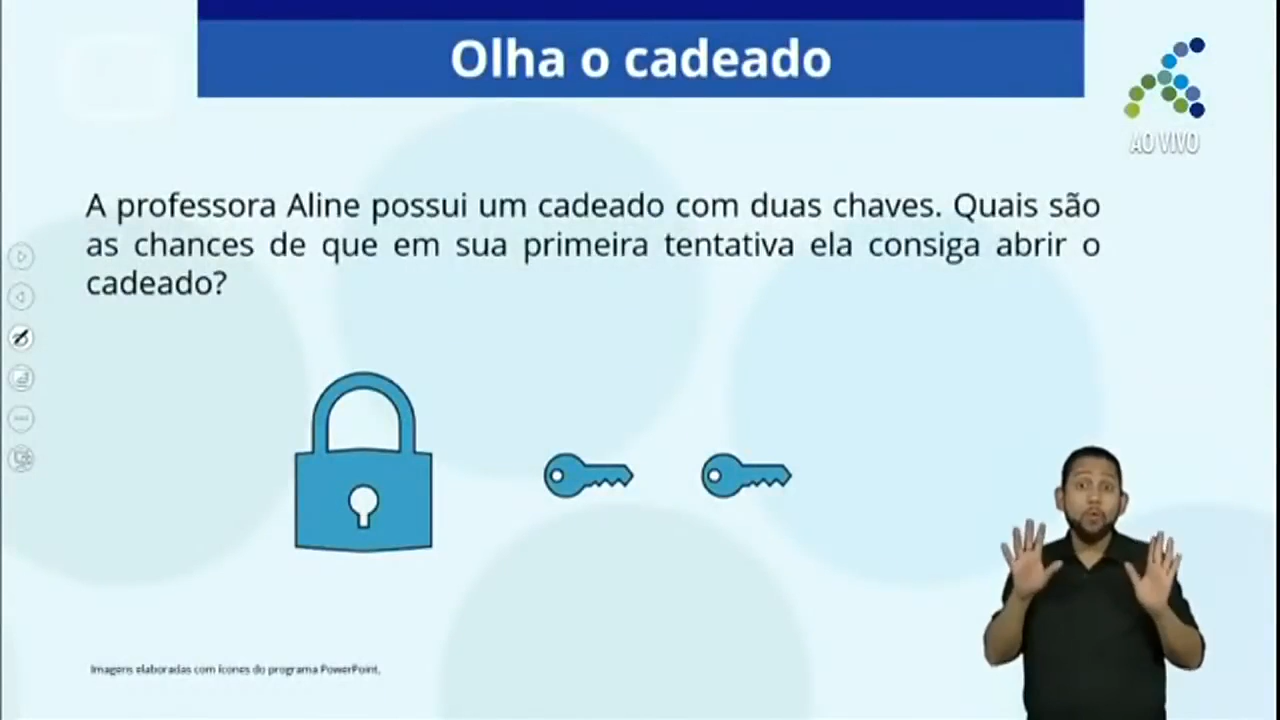 Olha o cadeado
AO VIVO
A professora Aline possui um cadeado com duas chaves. Quais são
as chances de que em sua primeira tentativa ela consiga abrir o
cadeado?
Imagens elaboradas com ícones do programa PowerPoint.